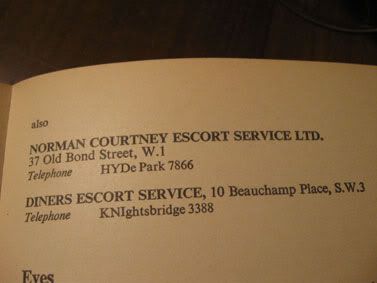 also
NORMAN COURTNEY ESCORT SERVICE LTD.
37 Old Bond Street, W.1
Telephone HYDe Park 7866
DINERS ESCORT SERVICE, 10 Beauchamp Place, S.W.3
Telephone KNIghtsbridge 3388
Eyes